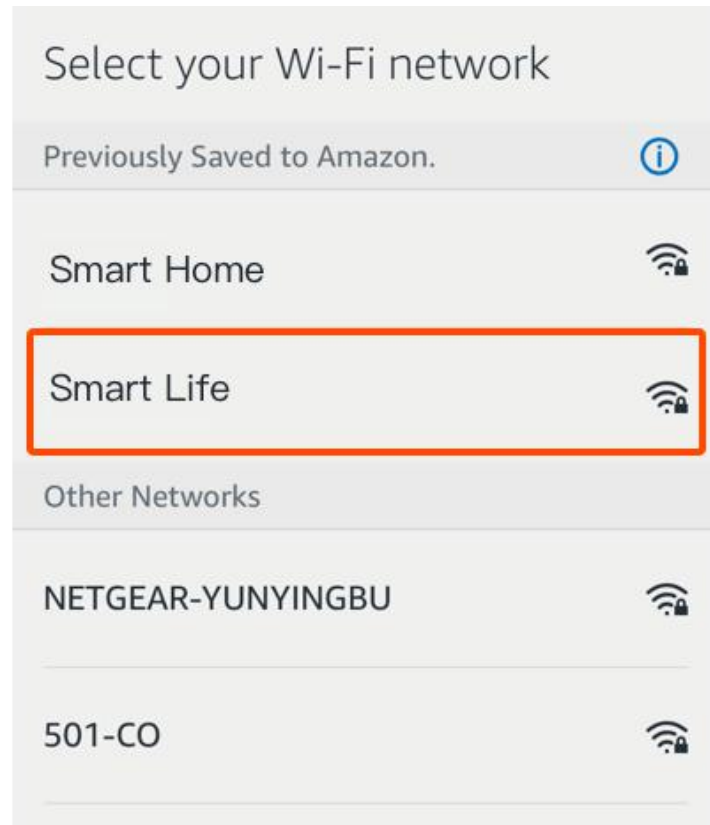 Select your Wi-Fi network
Previously Saved to Amazon.
Smart Home
Smart Life
Other Networks
NETGEAR-YUNYINGBU
501-CO